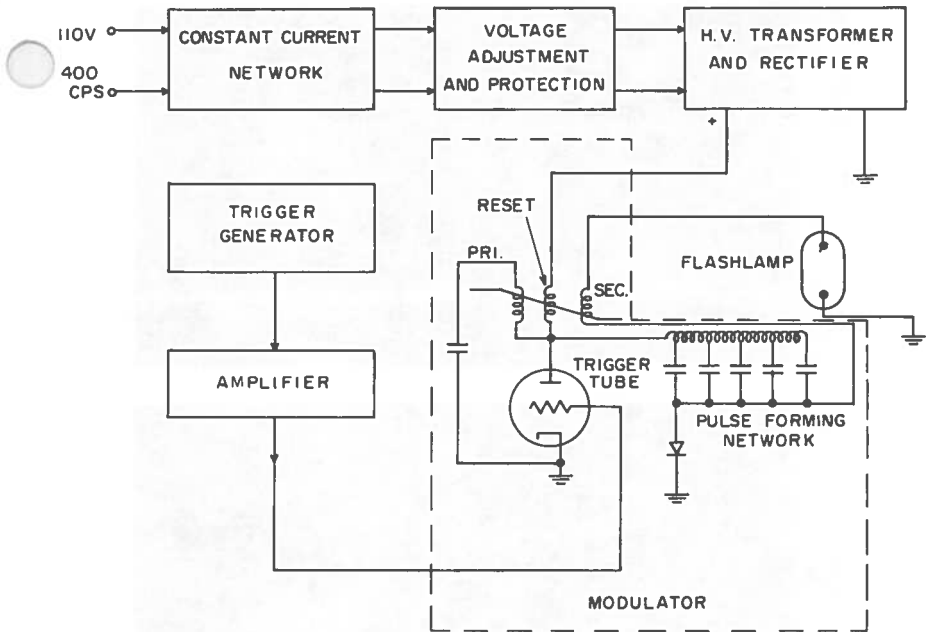 110V
400
CPS
CONSTANT CURRENT
NETWORK
VOLTAGE
ADJUSTMENT
AND PROTECTION
H.V. TRANSFORMER
AND RECTIFIER
+
TRIGGER
GENERATOR
RESET
PRI.
SEC.
FLASHLAMP
AMPLIFIER
TRIGGER
TUBE
PULSE FORMING
NETWORK
MODULATOR